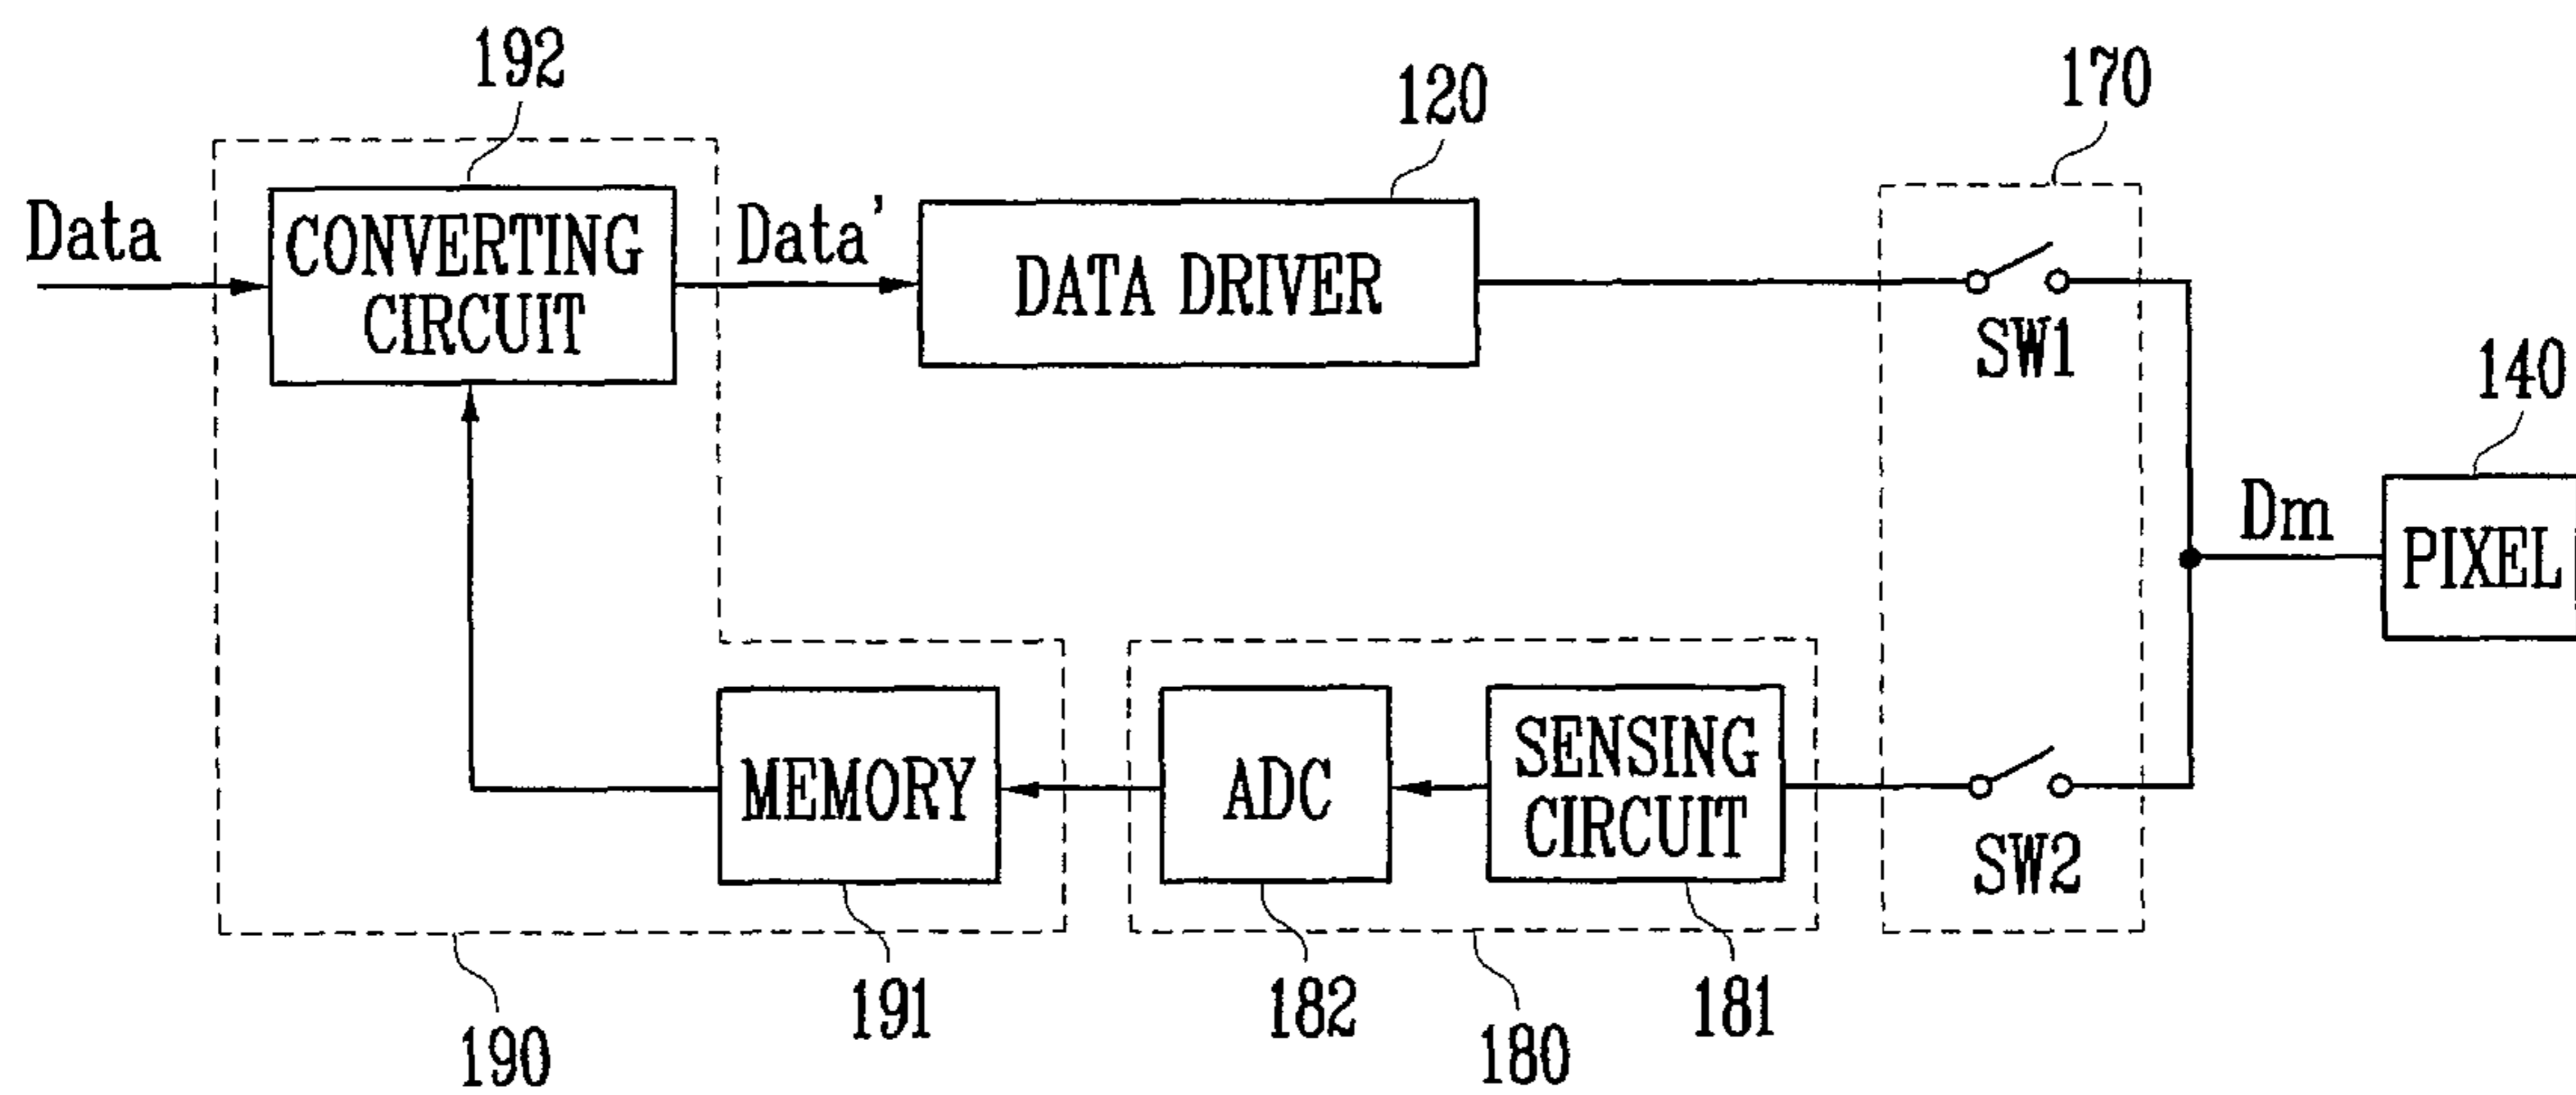 192
120
170
Data
CONVERTING
CIRCUIT
Data'
DATA DRIVER
SW1
140
Dm
PIXEL
MEMORY
ADC
SENSING
CIRCUIT
SW2
191
182
181
190
180